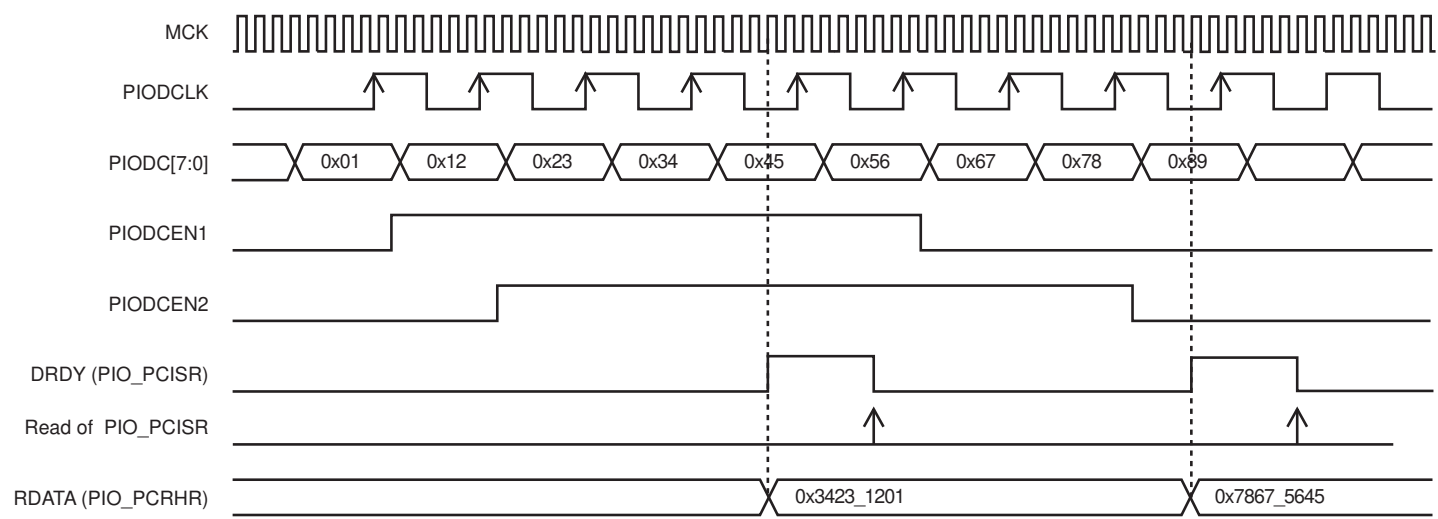 MCK
PIODCLK
PIODC[7:0] 0x01 0x12 0x23 0x34 0x45 0x56 0x67 0x78 0x89
PIODCEN1
PIODCEN2
DRDY (PIO_PCISR)
Read of PIO_PCISR
RDATA (PIO_PCRHR) 0x3423_1201 0x7867_5645